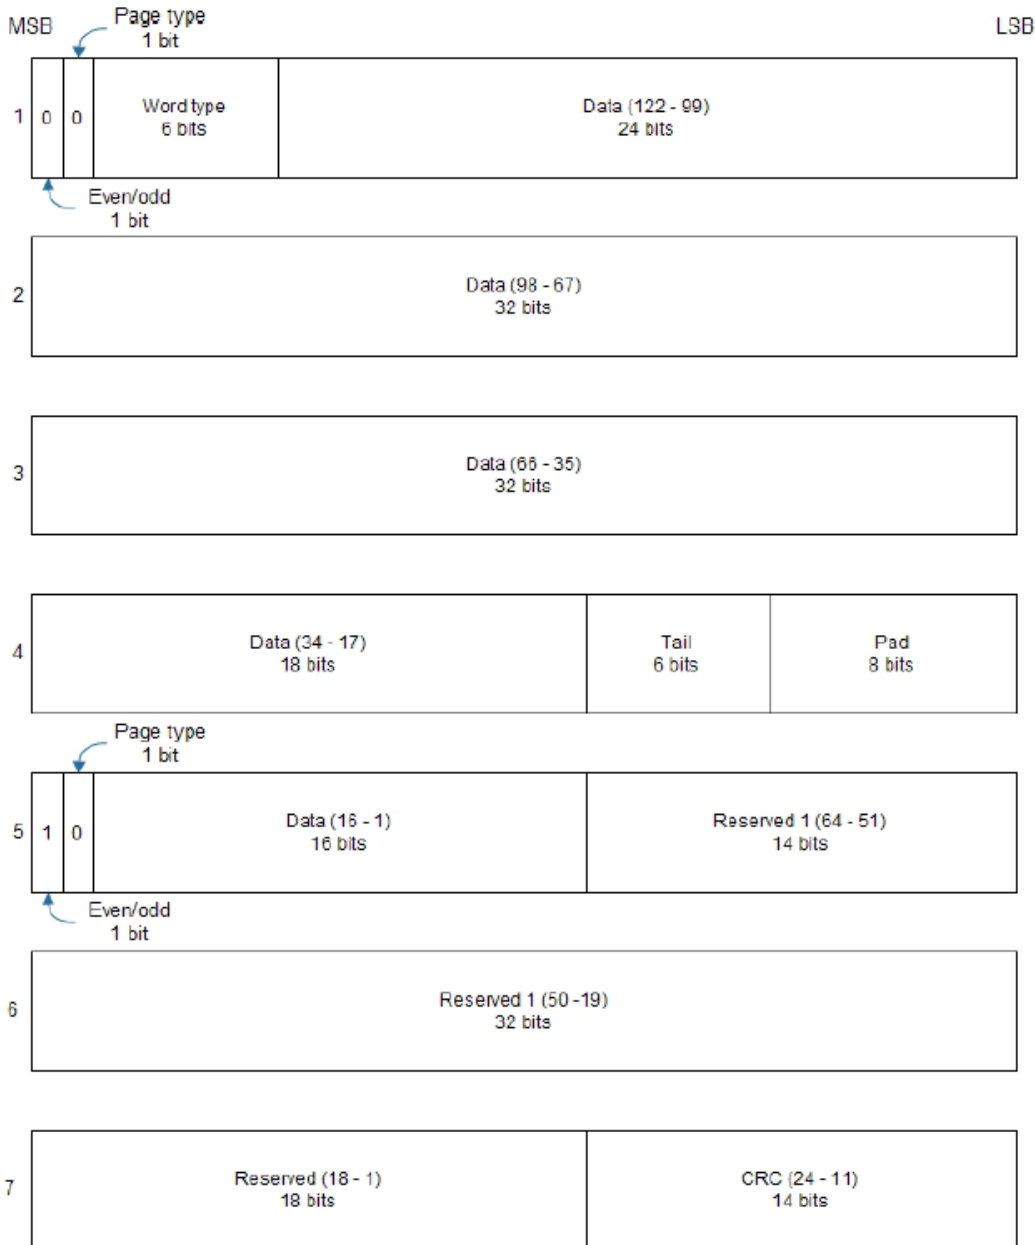 MSB
Page type
1 bit
LSB
1
0
0
Word type
6 bits
Data (122 - 99)
24 bits
Even/odd
1 bit
2
Data (98 - 67)
32 bits
3
Data (66 - 35)
32 bits
4
Data (34 - 17)
18 bits
Tail
6 bits
Pad
8 bits
Page type
1 bit
5
1
0
Data (16 - 1)
16 bits
Reserved 1 (64 - 51)
14 bits
Even/odd
1 bit
6
Reserved 1 (50 -19)
32 bits
7
Reserved (18 - 1)
18 bits
CRC (24 - 11)
14 bits